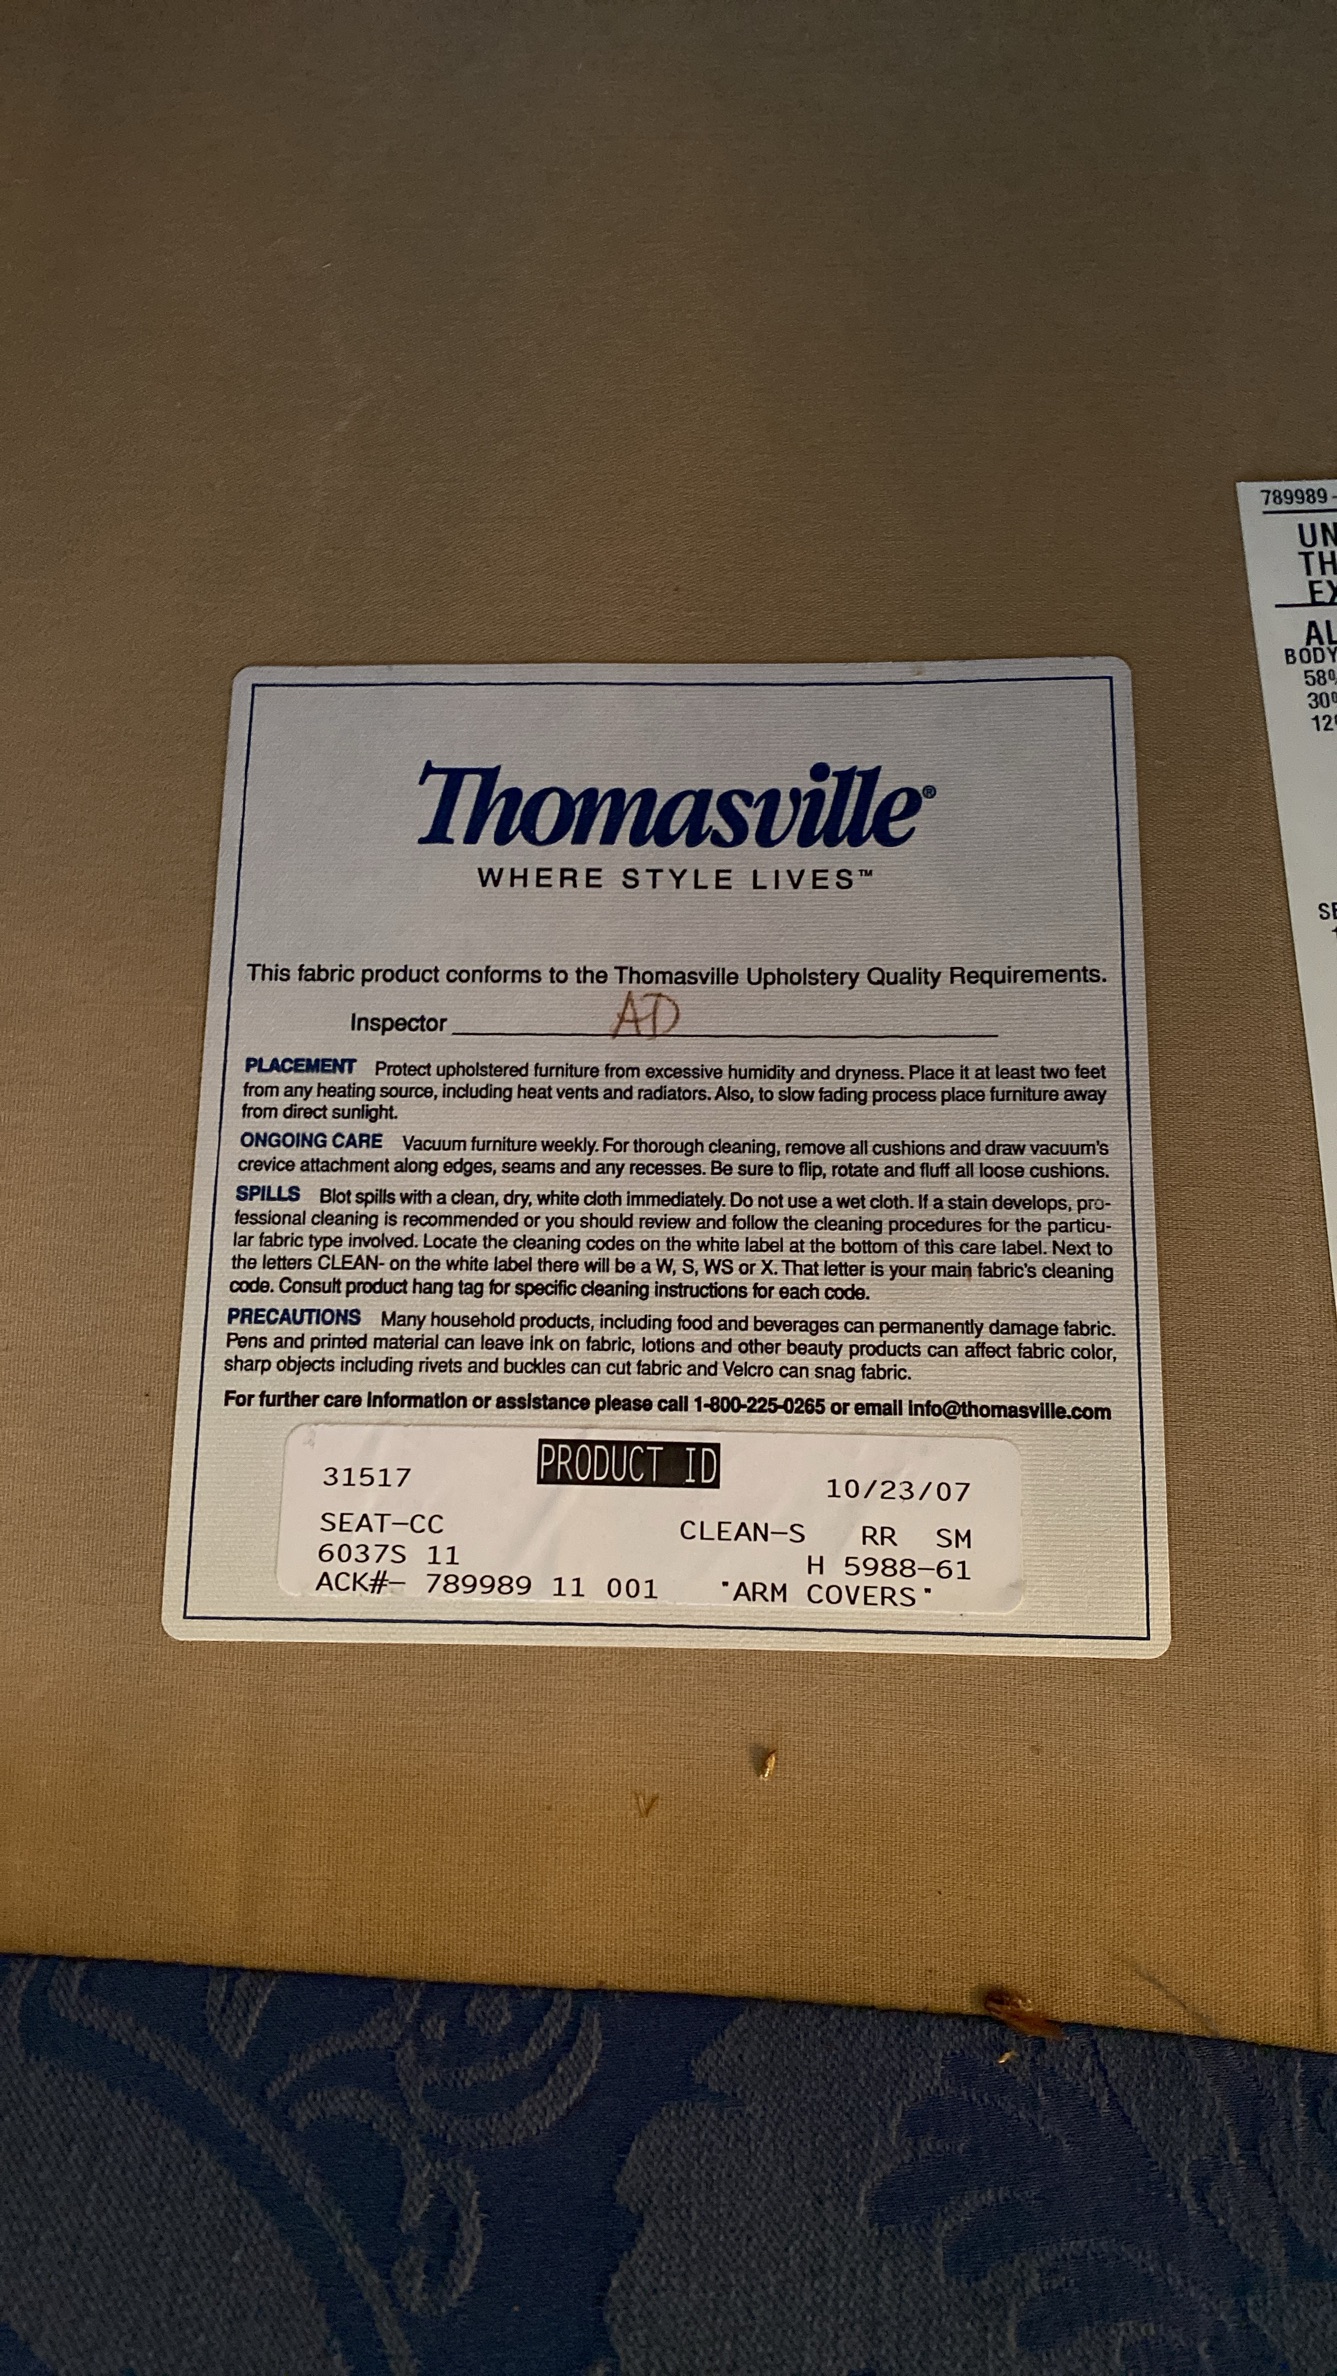 Thomasville®
WHERE STYLE LIVES™
This fabric product conforms to the Thomasville Upholstery Quality Requirements.
Inspector AD
PLACEMENT Protect upholstered furniture from excessive humidity and dryness. Place it at least two feet
from any heating source, including heat vents and radiators. Also, to slow fading process place furniture away
from direct sunlight.
ONGOING CARE Vacuum furniture weekly. For thorough cleaning, remove all cushions and draw vacuum's
crevice attachment along edges, seams and any recesses. Be sure to flip, rotate and fluff all loose cushions.
SPILLS Blot spills with a clean, dry, white cloth immediately. Do not use a wet cloth. If a stain develops, pro-
fessional cleaning is recommended or you should review and follow the cleaning procedures for the particu-
lar fabric type involved. Locate the cleaning codes on the white label at the bottom of this care label. Next to
the letters CLEAN- on the white label there will be a W, S, WS or X. That letter is your main fabric's cleaning
code. Consult product hang tag for specific cleaning instructions for each code.
PRECAUTIONS Many household products, including food and beverages can permanently damage fabric.
Pens and printed material can leave ink on fabric, lotions and other beauty products can affect fabric color,
sharp objects including rivets and buckles can cut fabric and Velcro can snag fabric.
For further care information or assistance please call 1-800-225-0265 or email info@thomasville.com
PRODUCT ID
31517 10/23/07
SEAT-CC CLEAN-S RR SM
6037S 11 H 5988-61
ACK#- 789989 11 001 "ARM COVERS"
789989-
UN
TH
EX
AL
BODY
58%
30%
12%
SE